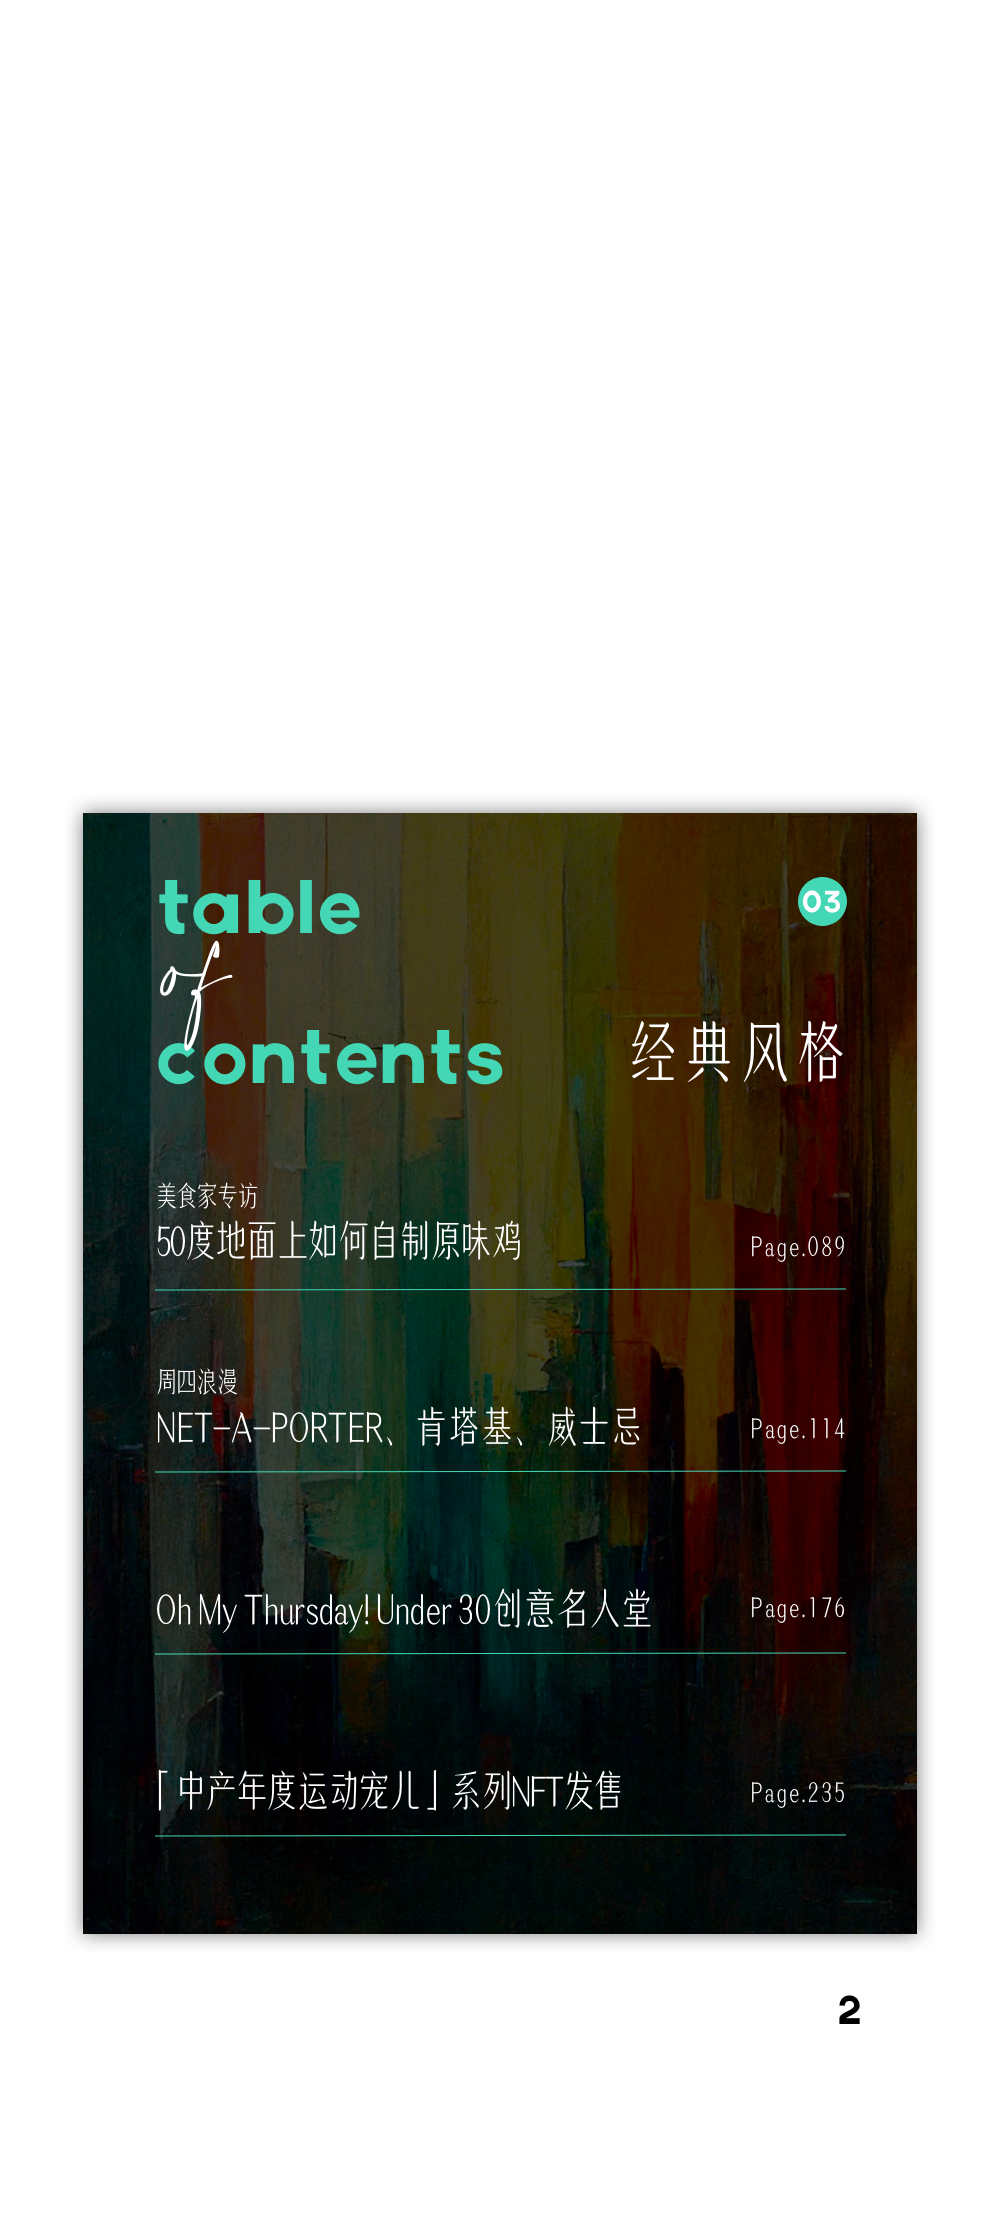 table
03
of
contents
经典风格
美食家专访
50度地面上如何自制原味鸡
Page.089
周四浪漫
NET-A-PORTER、肯塔基、威士忌
Page.114
Oh My Thursday! Under 30创意名人堂
Page.176
「中产年度运动宠儿」系列NFT发售
Page.235
2